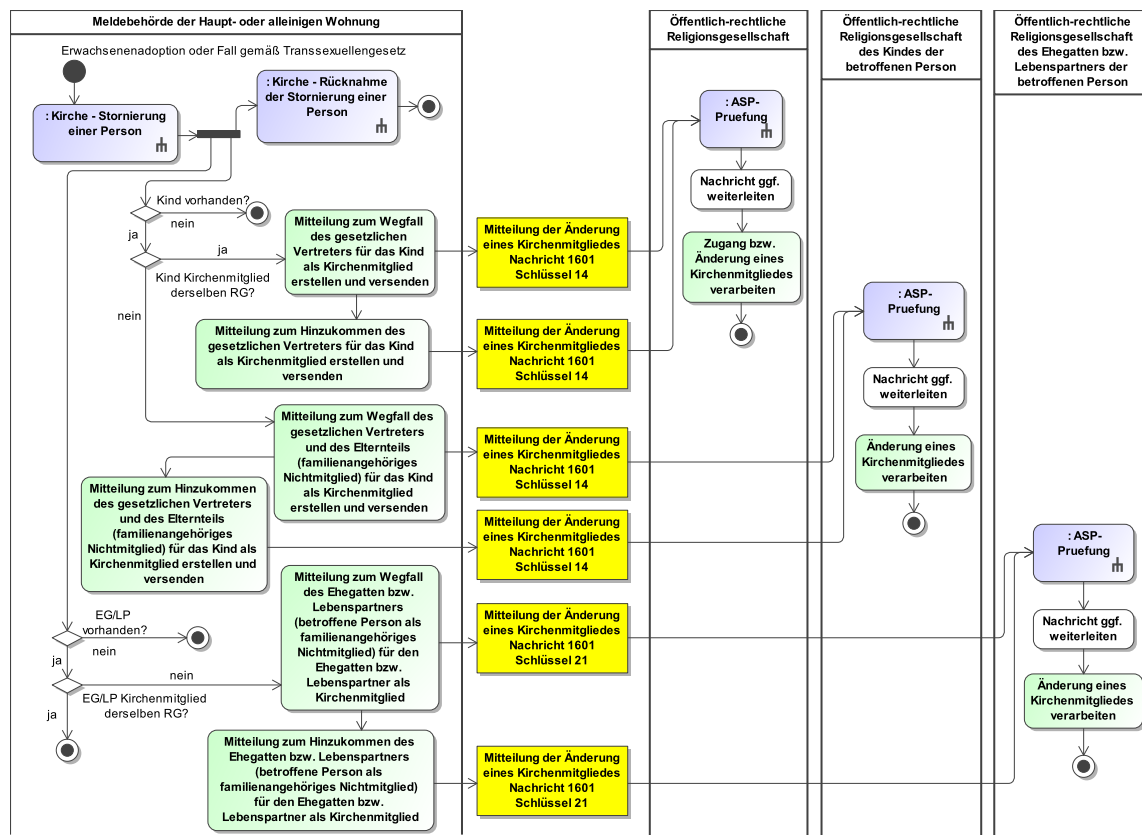 Meldebehörde der Haupt- oder alleinigen Wohnung
Öffentlich-rechtliche
Religionsgesellschaft
Öffentlich-rechtliche
Religionsgesellschaft
des Kindes der
betroffenen Person
Öffentlich-rechtliche
Religionsgesellschaft
des Ehegatten bzw.
Lebenspartners der
betroffenen Person
Erwachsenenadoption oder Fall gemäß Transsexuellengesetz
: Kirche - Stornierung
einer Person
: Kirche - Rücknahme
der Stornierung einer
Person
Kind vorhanden?
nein
ja
ja
Kind Kirchenmitglied
derselben RG?
nein
Mitteilung zum Wegfall
des gesetzlichen
Vertreters für das Kind
als Kirchenmitglied
erstellen und versenden
Mitteilung der Änderung
eines Kirchenmitgliedes
Nachricht 1601
Schlüssel 14
Mitteilung zum Hinzukommen des
gesetzlichen Vertreters für das Kind
als Kirchenmitglied erstellen und
versenden
Mitteilung der Änderung
eines Kirchenmitgliedes
Nachricht 1601
Schlüssel 14
: ASP-
Pruefung
Nachricht ggf.
weiterleiten
Zugang bzw.
Änderung eines
Kirchenmitgliedes
verarbeiten
Mitteilung zum Wegfall des
gesetzlichen Vertreters
und des Elternteils
(familienangehöriges
Nichtmitglied) für das Kind
als Kirchenmitglied
erstellen und versenden
Mitteilung der Änderung
eines Kirchenmitgliedes
Nachricht 1601
Schlüssel 14
Mitteilung zum Hinzukommen
des gesetzlichen Vertreters
und des Elternteils
(familienangehöriges
Nichtmitglied) für das Kind als
Kirchenmitglied erstellen und
versenden
Mitteilung der Änderung
eines Kirchenmitgliedes
Nachricht 1601
Schlüssel 14
: ASP-
Pruefung
Nachricht ggf.
weiterleiten
Änderung eines
Kirchenmitgliedes
verarbeiten
EG/LP
vorhanden?
nein
ja
nein
EG/LP Kirchenmitglied
derselben RG?
ja
Mitteilung zum Wegfall
des Ehegatten bzw.
Lebenspartners
(betroffene Person als
familienangehöriges
Nichtmitglied) für den
Ehegatten bzw.
Lebenspartner als
Kirchenmitglied
Mitteilung der Änderung
eines Kirchenmitgliedes
Nachricht 1601
Schlüssel 21
Mitteilung zum Hinzukommen des
Ehegatten bzw. Lebenspartners
(betroffene Person als
familienangehöriges Nichtmitglied)
für den Ehegatten bzw.
Lebenspartner als Kirchenmitglied
Mitteilung der Änderung
eines Kirchenmitgliedes
Nachricht 1601
Schlüssel 21
: ASP-
Pruefung
Nachricht ggf.
weiterleiten
Änderung eines
Kirchenmitgliedes
verarbeiten